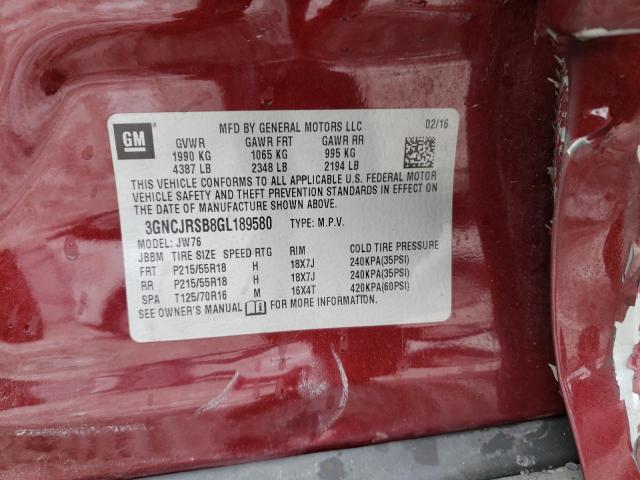 GM
MFD BY GENERAL MOTORS LLC 02/16
GVWR GAWR FRT GAWR RR
1990 KG 1065 KG 995 KG
4387 LB 2348 LB 2194 LB
THIS VEHICLE CONFORMS TO ALL APPLICABLE U.S. FEDERAL MOTOR
VEHICLE SAFETY AND THEFT PREVENTION STANDARDS IN EFFECT ON
DATE OF MANUFACTURE SHOWN ABOVE.
3GNCJRSB8GL189580 TYPE: M.P.V.
MODEL: JW76
JBBM TIRE SIZE SPEED RTG RIM COLD TIRE PRESSURE
FRT P215/55R18 H 18X7J 240KPA(35PSI)
RR P215/55R18 H 18X7J 240KPA(35PSI)
SPA T125/70R16 M 16X4T 420KPA(60PSI)
SEE OWNER'S MANUAL FOR MORE INFORMATION.